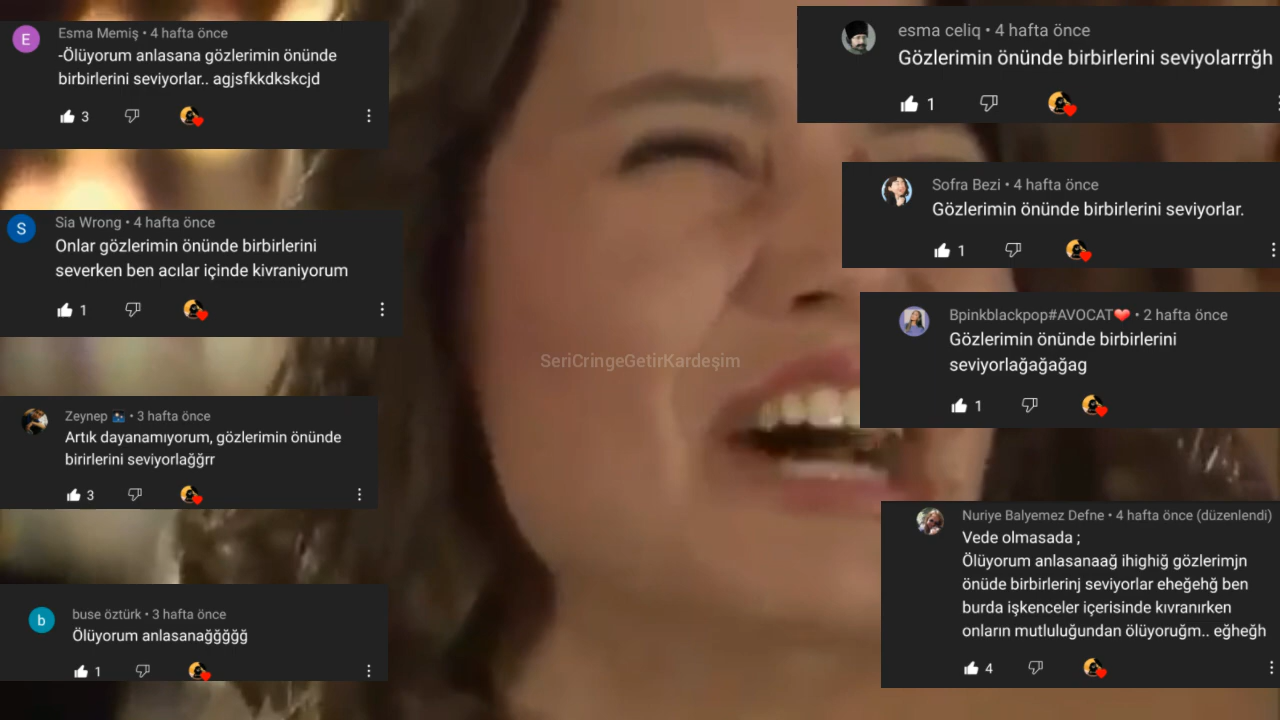 Esma Memiş • 4 hafta önce
-Ölüyorum anlasana gözlerimin önünde
birbirlerini seviyorlar.. agjsfkkdkskcjd
3
Sia Wrong • 4 hafta önce
Onlar gözlerimin önünde birbirlerini
severken ben acılar içinde kivraniyorum
1
Zeynep • 3 hafta önce
Artık dayanamıyorum, gözlerimin önünde
birirlerini seviyorlağğrr
3
buse öztürk • 3 hafta önce
Ölüyorum anlasanağğğğğ
1
SeriCringeGetirKardeşim
esma celiq • 4 hafta önce
Gözlerimin önünde birbirlerini seviyolarrrğh
1
Sofra Bezi • 4 hafta önce
Gözlerimin önünde birbirlerini seviyorlar.
1
Bpinkblackpop#AVOCAT❤ • 2 hafta önce
Gözlerimin önünde birbirlerini
seviyorlağağağag
1
Nuriye Balyemez Defne • 4 hafta önce (düzenlendi)
Vede olmasada ;
Ölüyorum anlasanaağ ihighiğ gözlerimjn
önüde birbirlerinj seviyorlar eheğehğ ben
burda işkenceler içerisinde kıvranırken
onların mutluluğundan ölüyoruğm.. eğheğh
4